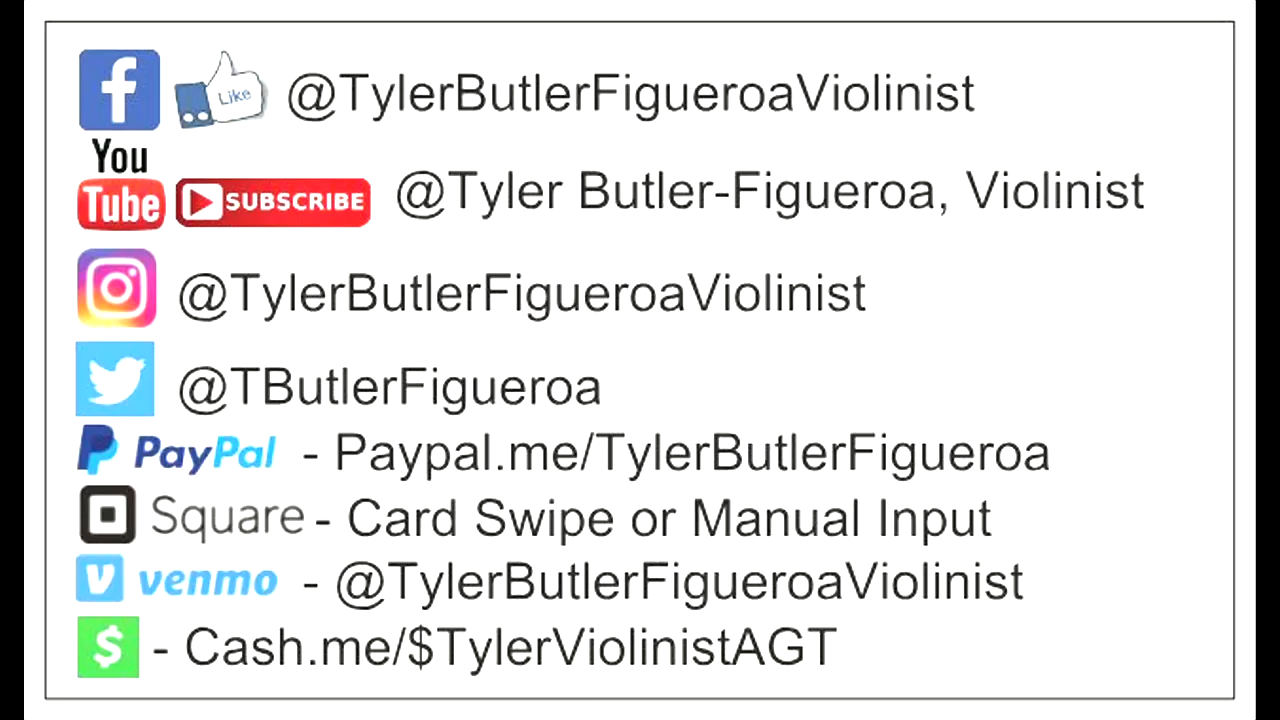 f Like @TylerButlerFigueroaViolinist
You
Tube SUBSCRIBE @Tyler Butler-Figueroa, Violinist
@TylerButlerFigueroaViolinist
@TButlerFigueroa
P PayPal - Paypal.me/TylerButlerFigueroa
Square - Card Swipe or Manual Input
V venmo - @TylerButlerFigueroaViolinist
$ - Cash.me/$TylerViolinistAGT